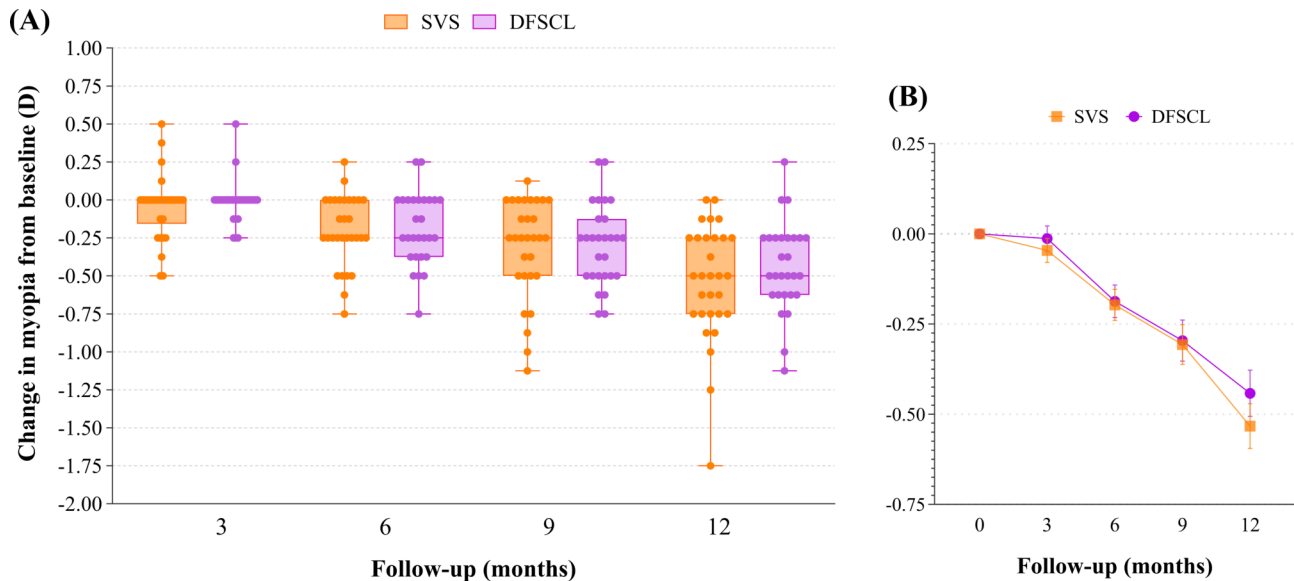 (A)
SVS DFSCL
Change in myopia from baseline (D)
1.00
0.75
0.50
0.25
0.00
-0.25
-0.50
-0.75
-1.00
-1.25
-1.50
-1.75
-2.00
3 6 9 12
Follow-up (months)
(B)
SVS DFSCL
0.25
0.00
-0.25
-0.50
-0.75
0 3 6 9 12
Follow-up (months)